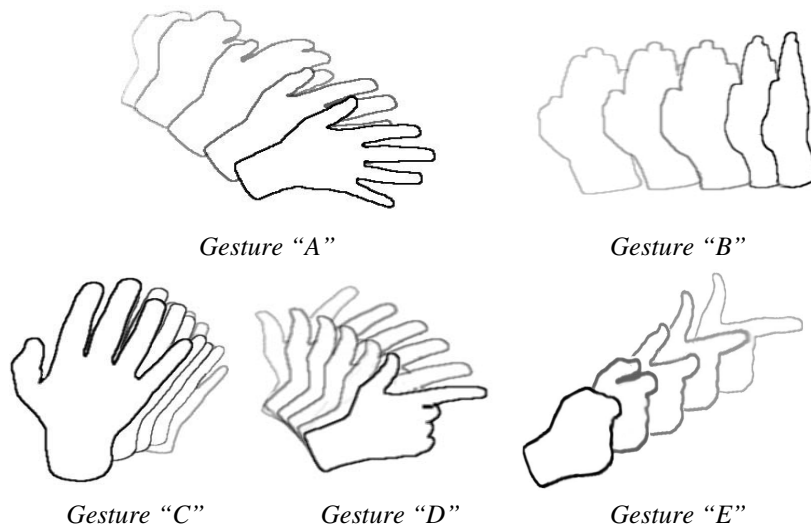 Gesture “A”
Gesture “B”
Gesture “C”
Gesture “D”
Gesture “E”